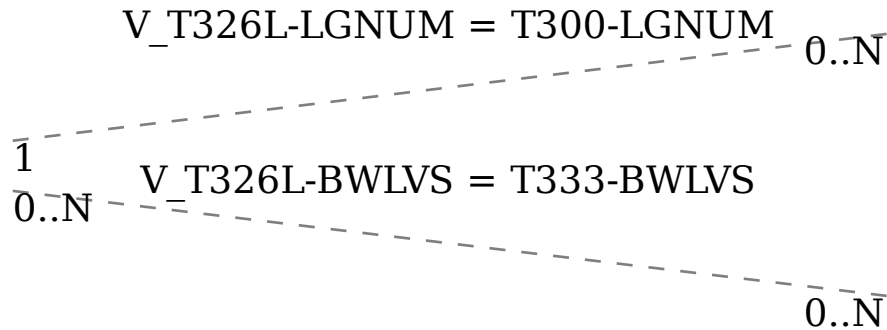 V_T326L-LGNUM = T300-LGNUM
0..N
1
V_T326L-BWLVS = T333-BWLVS
0..N
0..N